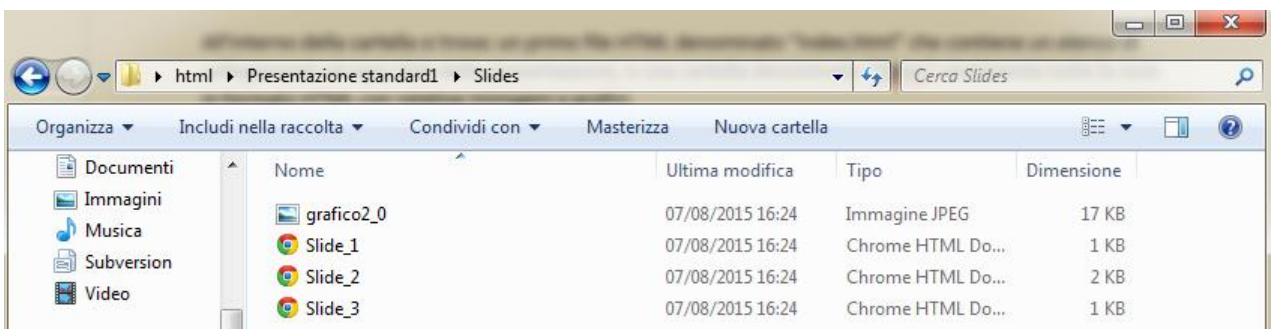 html ▸ Presentazione standard1 ▸ Slides
Cerca Slides
Organizza
Includi nella raccolta
Condividi con
Masterizza
Nuova cartella
Documenti
Immagini
Musica
Subversion
Video
Nome Ultima modifica Tipo Dimensione
grafico2_0 07/08/2015 16:24 Immagine JPEG 17 KB
Slide_1 07/08/2015 16:24 Chrome HTML Do... 1 KB
Slide_2 07/08/2015 16:24 Chrome HTML Do... 2 KB
Slide_3 07/08/2015 16:24 Chrome HTML Do... 1 KB